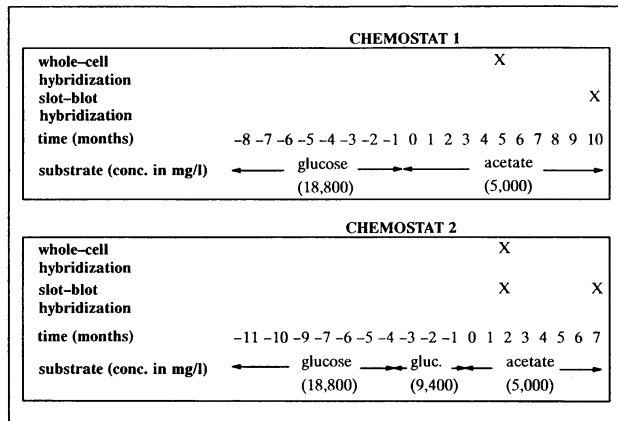 CHEMOSTAT 1
whole-cell X
hybridization
slot-blot X
hybridization
time (months) -8 -7 -6 -5 -4 -3 -2 -1 0 1 2 3 4 5 6 7 8 9 10
substrate (conc. in mg/l) glucose acetate
(18,800) (5,000)
CHEMOSTAT 2
whole-cell X
hybridization
slot-blot X X
hybridization
time (months) -11 -10 -9 -7 -6 -5 -4 -3 -2 -1 0 1 2 3 4 5 6 7
substrate (conc. in mg/l) glucose gluc. acetate
(18,800) (9,400) (5,000)